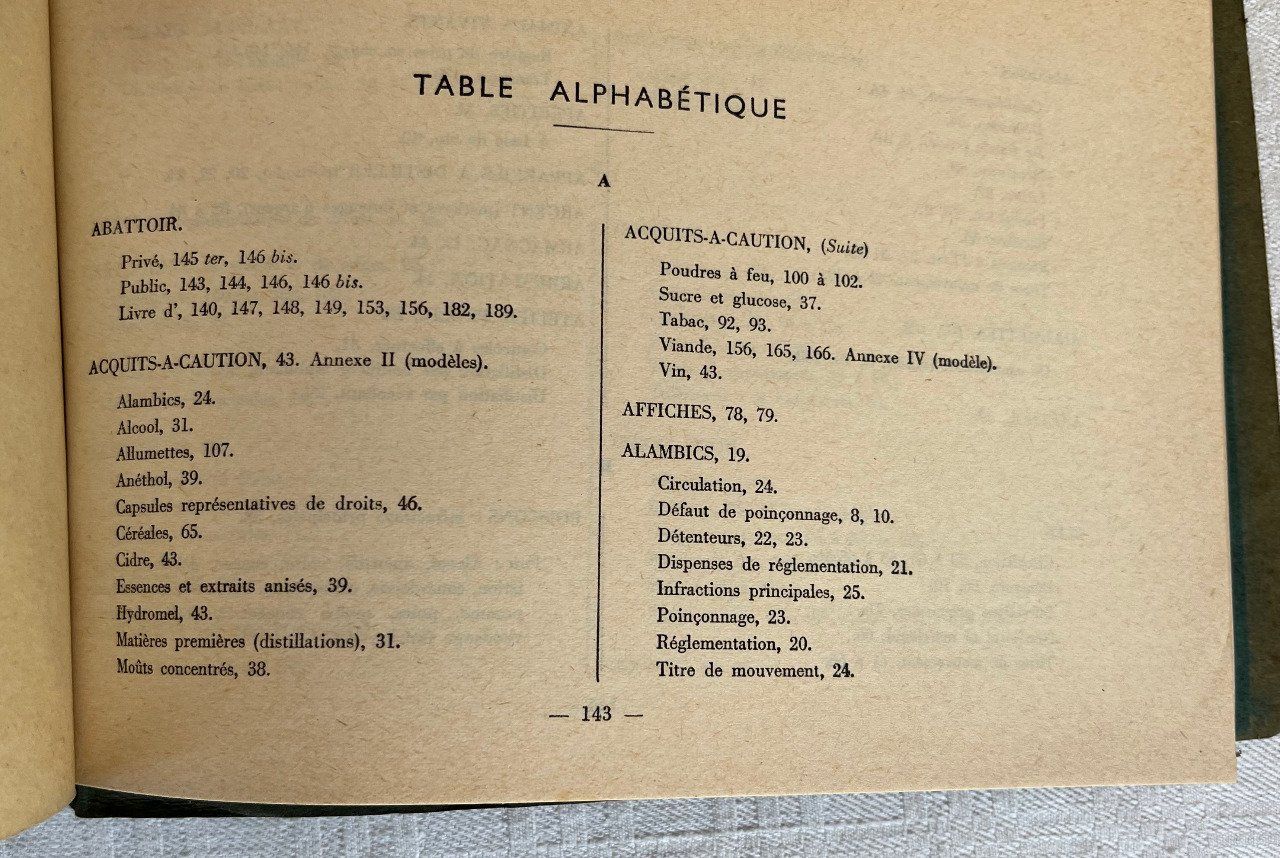 TABLE ALPHABÉTIQUE
A
ABATTOIR.
Privé, 145 ter, 146 bis.
Public, 143, 144, 146, 146 bis.
Livre d', 140, 147, 148, 149, 153, 156, 182, 189.
ACQUITS-A-CAUTION, 43. Annexe II (modèles).
Alambics, 24.
Alcool, 31.
Allumettes, 107.
Anéthol, 39.
Capsules représentatives de droits, 46.
Céréales, 65.
Cidre, 43.
Essences et extraits anisés, 39.
Hydromel, 43.
Matières premières (distillations), 31.
Moûts concentrés, 38.
ACQUITS-A-CAUTION, (Suite)
Poudres à feu, 100 à 102.
Sucre et glucose, 37.
Tabac, 92, 93.
Viande, 156, 165, 166. Annexe IV (modèle).
Vin, 43.
AFFICHES, 78, 79.
ALAMBICS, 19.
Circulation, 24.
Défaut de poinçonnage, 8, 10.
Détenteurs, 22, 23.
Dispenses de réglementation, 21.
Infractions principales, 25.
Poinçonnage, 23.
Réglementation, 20.
Titre de mouvement, 24.
— 143 —